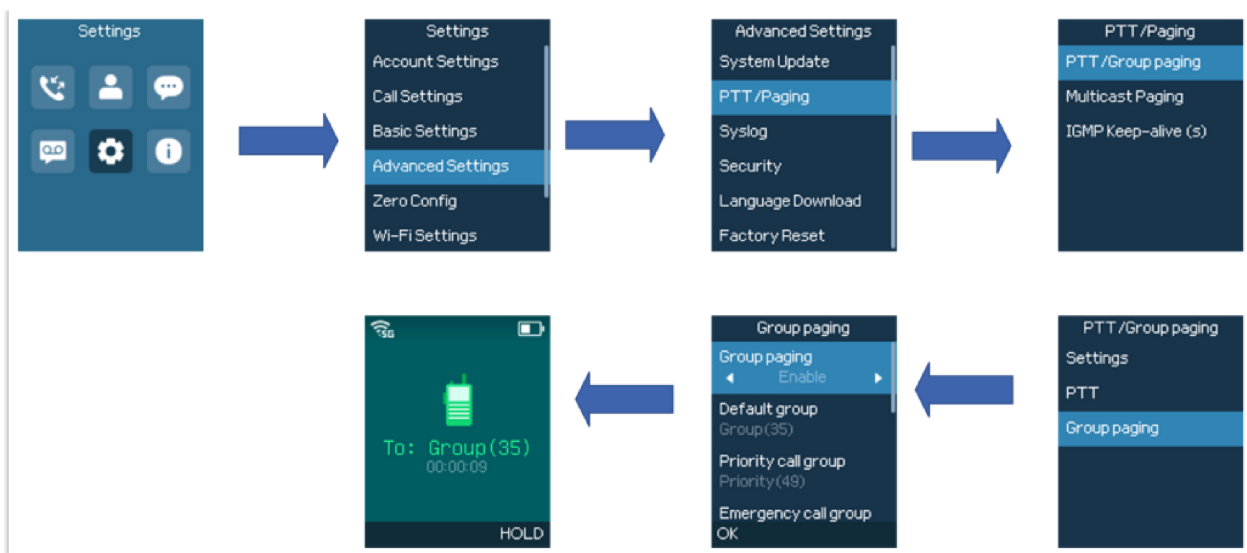 Settings
Settings
Account Settings
Call Settings
Basic Settings
Advanced Settings
Zero Config
Wi-Fi Settings
Advanced Settings
System Update
PTT/Paging
Syslog
Security
Language Download
Factory Reset
PTT/Paging
PTT/Group paging
Multicast Paging
IGMP Keep-alive (s)
5G
To: Group(35)
00:00:09
HOLD
Group paging
Group paging
Enable
Default group
Group(35)
Priority call group
Priority(49)
Emergency call group
OK
PTT/Group paging
Settings
PTT
Group paging